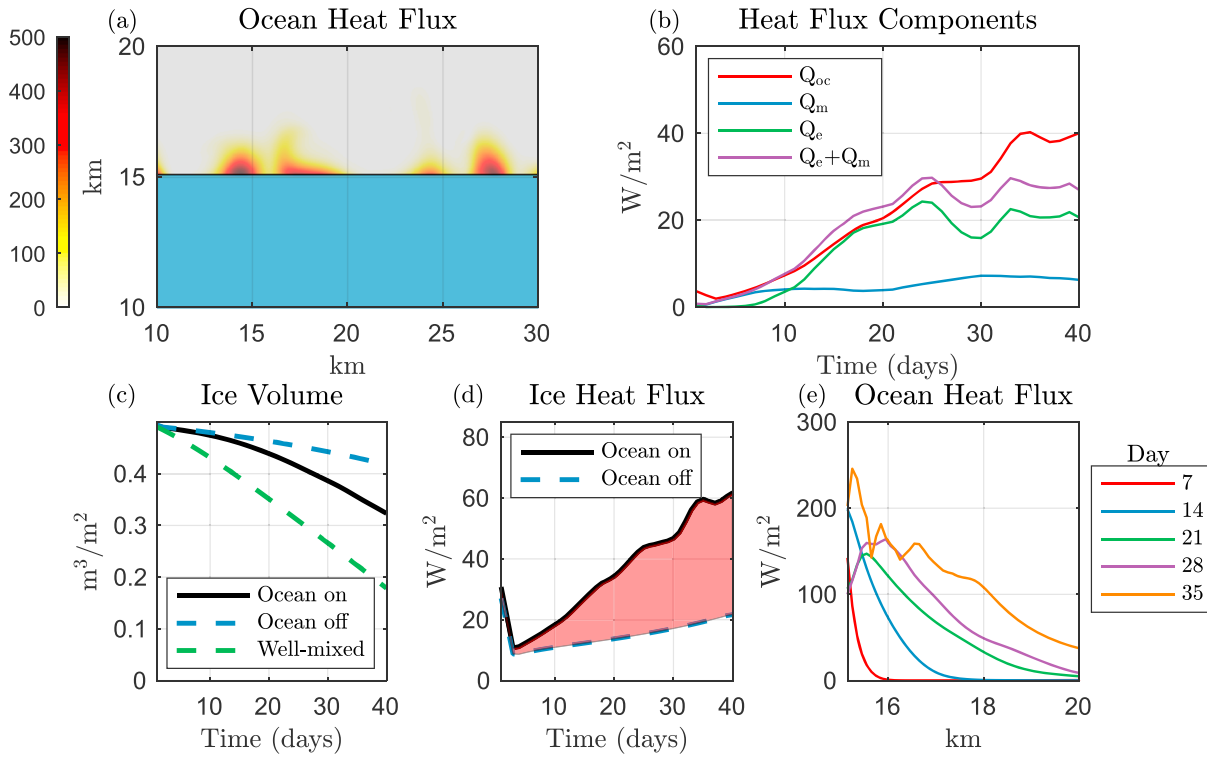 (a) Ocean Heat Flux
500
400
300
200
100
0
20
15
10
km
10 15 20 25 30
km
(b) Heat Flux Components
60
40
20
0
W/m²
Q_oc
Q_m
Q_e
Q_e+Q_m
10 20 30 40
Time (days)
(c) Ice Volume
0.4
0.3
0.2
0.1
0
m³/m²
Ocean on
Ocean off
Well-mixed
10 20 30 40
Time (days)
(d) Ice Heat Flux
80
60
40
20
0
W/m²
Ocean on
Ocean off
10 20 30 40
Time (days)
(e) Ocean Heat Flux
300
200
100
0
W/m²
16 18 20
km
Day
7
14
21
28
35